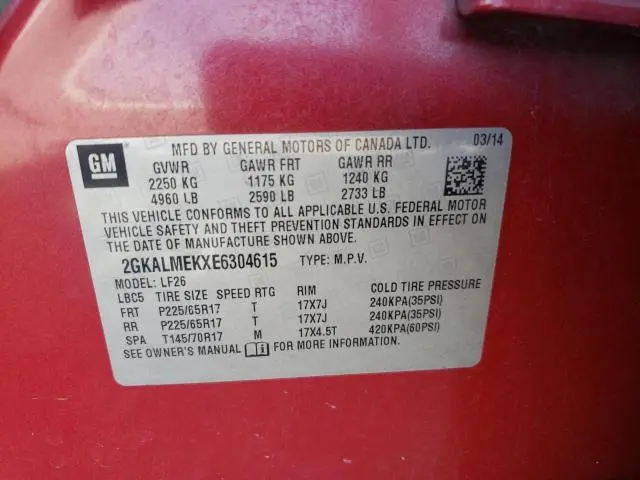 GM
MFD BY GENERAL MOTORS OF CANADA LTD. 03/14
GVWR GAWR FRT GAWR RR
2250 KG 1175 KG 1240 KG
4960 LB 2590 LB 2733 LB
THIS VEHICLE CONFORMS TO ALL APPLICABLE U.S. FEDERAL MOTOR
VEHICLE SAFETY AND THEFT PREVENTION STANDARDS IN EFFECT ON
THE DATE OF MANUFACTURE SHOWN ABOVE.
2GKALMEKXE6304615 TYPE: M.P.V.
MODEL: LF26
LBC5 TIRE SIZE SPEED RTG RIM COLD TIRE PRESSURE
FRT P225/65R17 T 17X7J 240KPA(35PSI)
RR P225/65R17 T 17X7J 240KPA(35PSI)
SPA T145/70R17 M 17X4.5T 420KPA(60PSI)
SEE OWNER'S MANUAL FOR MORE INFORMATION.